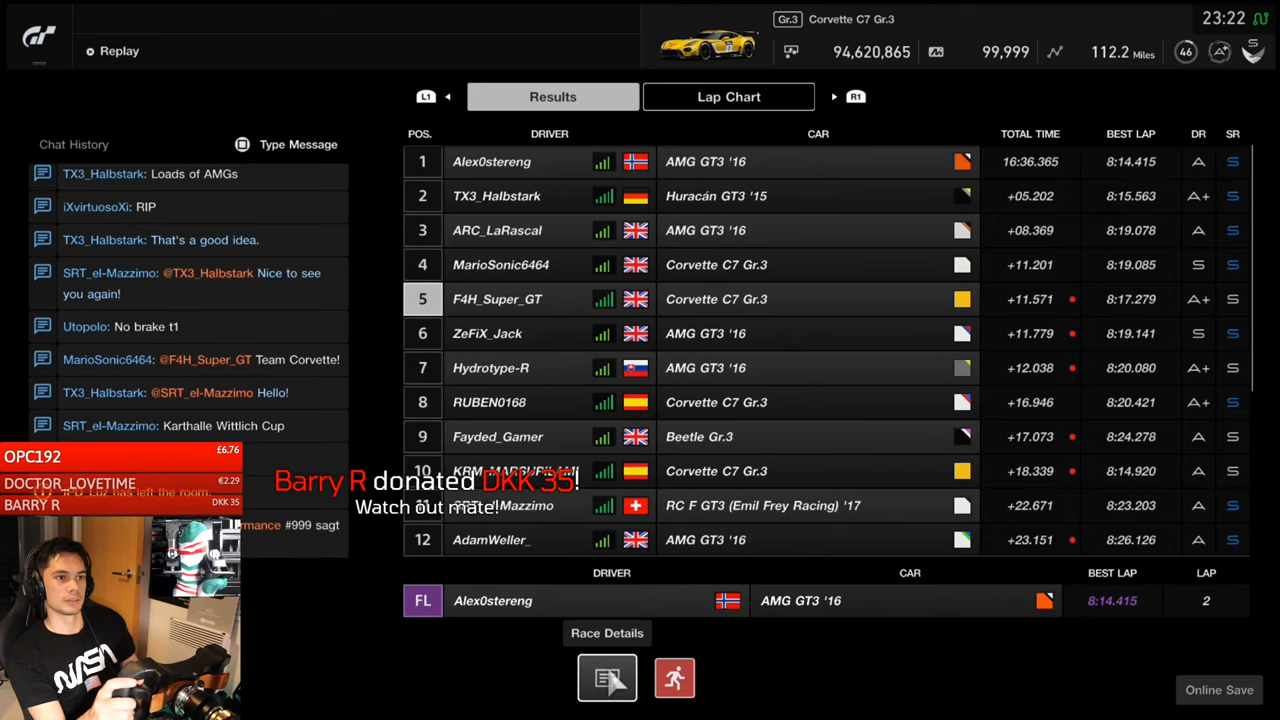 GT
Gr.3 Corvette C7 Gr.3
23:22
Replay
94,620,865
99,999
112.2 Miles
46
A+
S
L1
Results
Lap Chart
R1
Chat History
Type Message
TX3_Halbstark: Loads of AMGs
iXvirtuosoXi: RIP
TX3_Halbstark: That's a good idea.
SRT_el-Mazzimo: @TX3_Halbstark Nice to see
you again!
Utopolo: No brake t1
MarioSonic6464: @F4H_Super_GT Team Corvette!
TX3_Halbstark: @SRT_el-Mazzimo Hello!
SRT_el-Mazzimo: Karthalle Wittlich Cup
has left the room.
#999 sagt
OPC192 £6.76
DOCTOR_LOVETIME €2.29
BARRY R DKK 35
Barry R donated DKK 35!
Watch out mate!
POS. DRIVER CAR TOTAL TIME BEST LAP DR SR
1 Alex0stereng AMG GT3 '16 16:36.365 8:14.415 A S
2 TX3_Halbstark Huracán GT3 '15 +05.202 8:15.563 A+ S
3 ARC_LaRascal AMG GT3 '16 +08.369 8:19.078 A S
4 MarioSonic6464 Corvette C7 Gr.3 +11.201 8:19.085 S S
5 F4H_Super_GT Corvette C7 Gr.3 +11.571 8:17.279 A+ S
6 ZeFiX_Jack AMG GT3 '16 +11.779 8:19.141 S S
7 Hydrotype-R AMG GT3 '16 +12.038 8:20.080 A+ S
8 RUBEN0168 Corvette C7 Gr.3 +16.946 8:20.421 A+ S
9 Fayded_Gamer Beetle Gr.3 +17.073 8:24.278 A S
10 Corvette C7 Gr.3 +18.339 8:14.920 A S
11 SRT_el-Mazzimo RC F GT3 (Emil Frey Racing) '17 +22.671 8:23.203 A S
12 AdamWeller_ AMG GT3 '16 +23.151 8:26.126 A S
DRIVER CAR BEST LAP LAP
FL Alex0stereng AMG GT3 '16 8:14.415 2
Race Details
Online Save
NASA